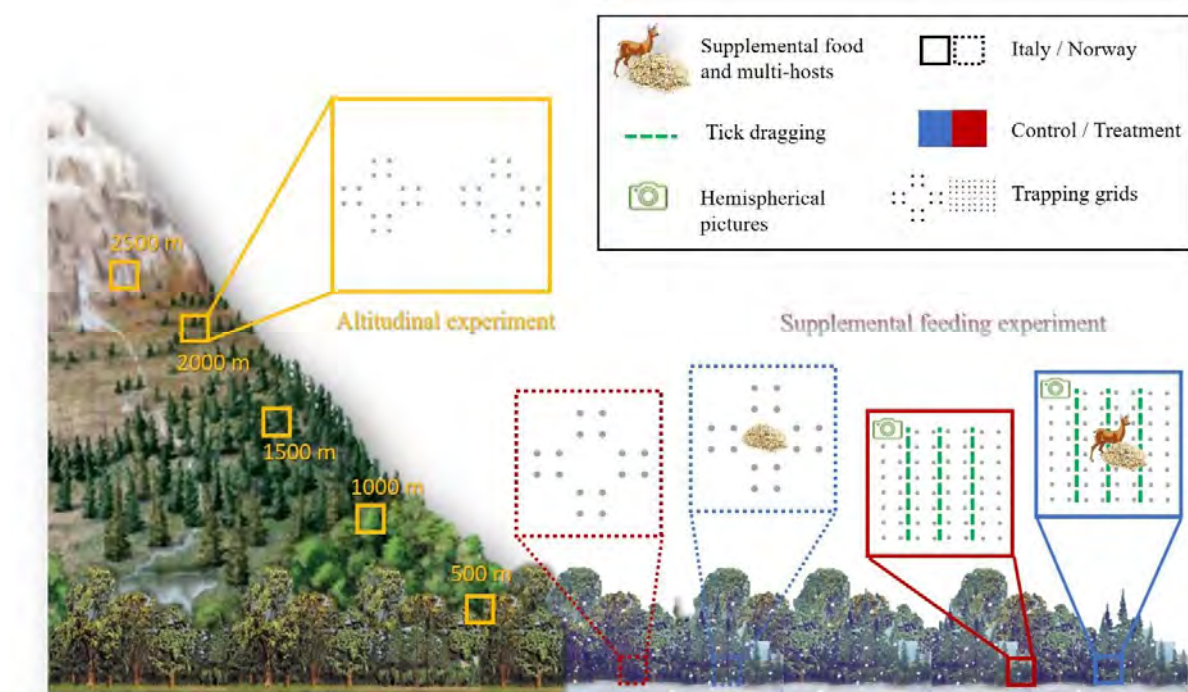 Supplemental food
and multi-hosts
Italy / Norway
Tick dragging
Control / Treatment
Hemispherical
pictures
Trapping grids
2500 m
2000 m
1500 m
1000 m
500 m
Altitudinal experiment
Supplemental feeding experiment